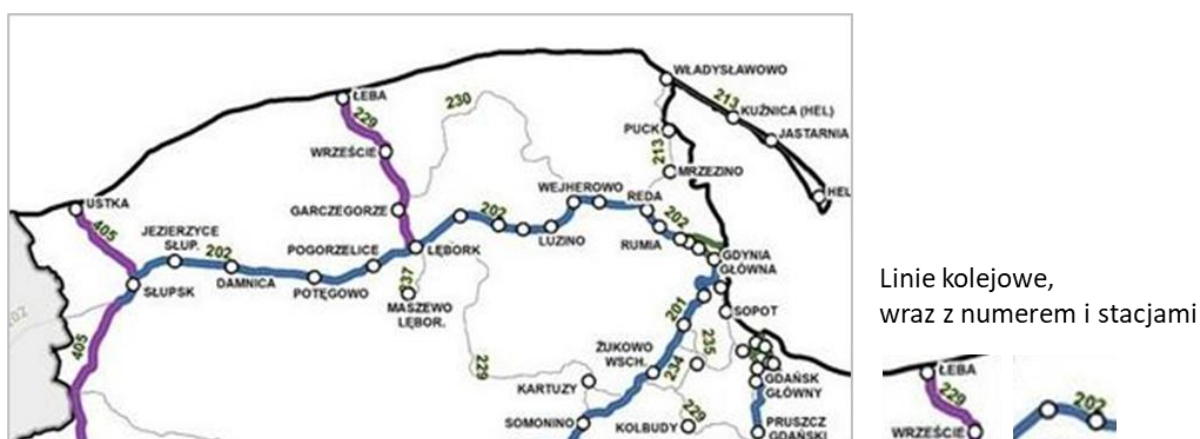 WŁADYSŁAWOWO
ŁEBA
230
213
KUŹNICA (HEL)
229
PUCK
JASTARNIA
WRZEŚCIE
213
MRZEZINO
WEJHEROWO
HEL
USTKA
GARCZEGORZE
REDA
405
JEZIERZYCE
SŁUP.
202
202
202
POGORZELICE
LĘBORK
LUZINO
RUMIA
GDYNIA
GŁÓWNA
DAMNICA
SŁUPSK
POTĘGOWO
237
MASZEWO
LĘBOR.
202
201
SOPOT
405
235
ŻUKOWO
WSCH.
234
229
KARTUZY
GDAŃSK
GŁÓWNY
229
SOMONINO
KOLBUDY
PRUSZCZ
GDAŃSKI
Linie kolejowe,
wraz z numerem i stacjami
ŁEBA
229
WRZEŚCIE
202